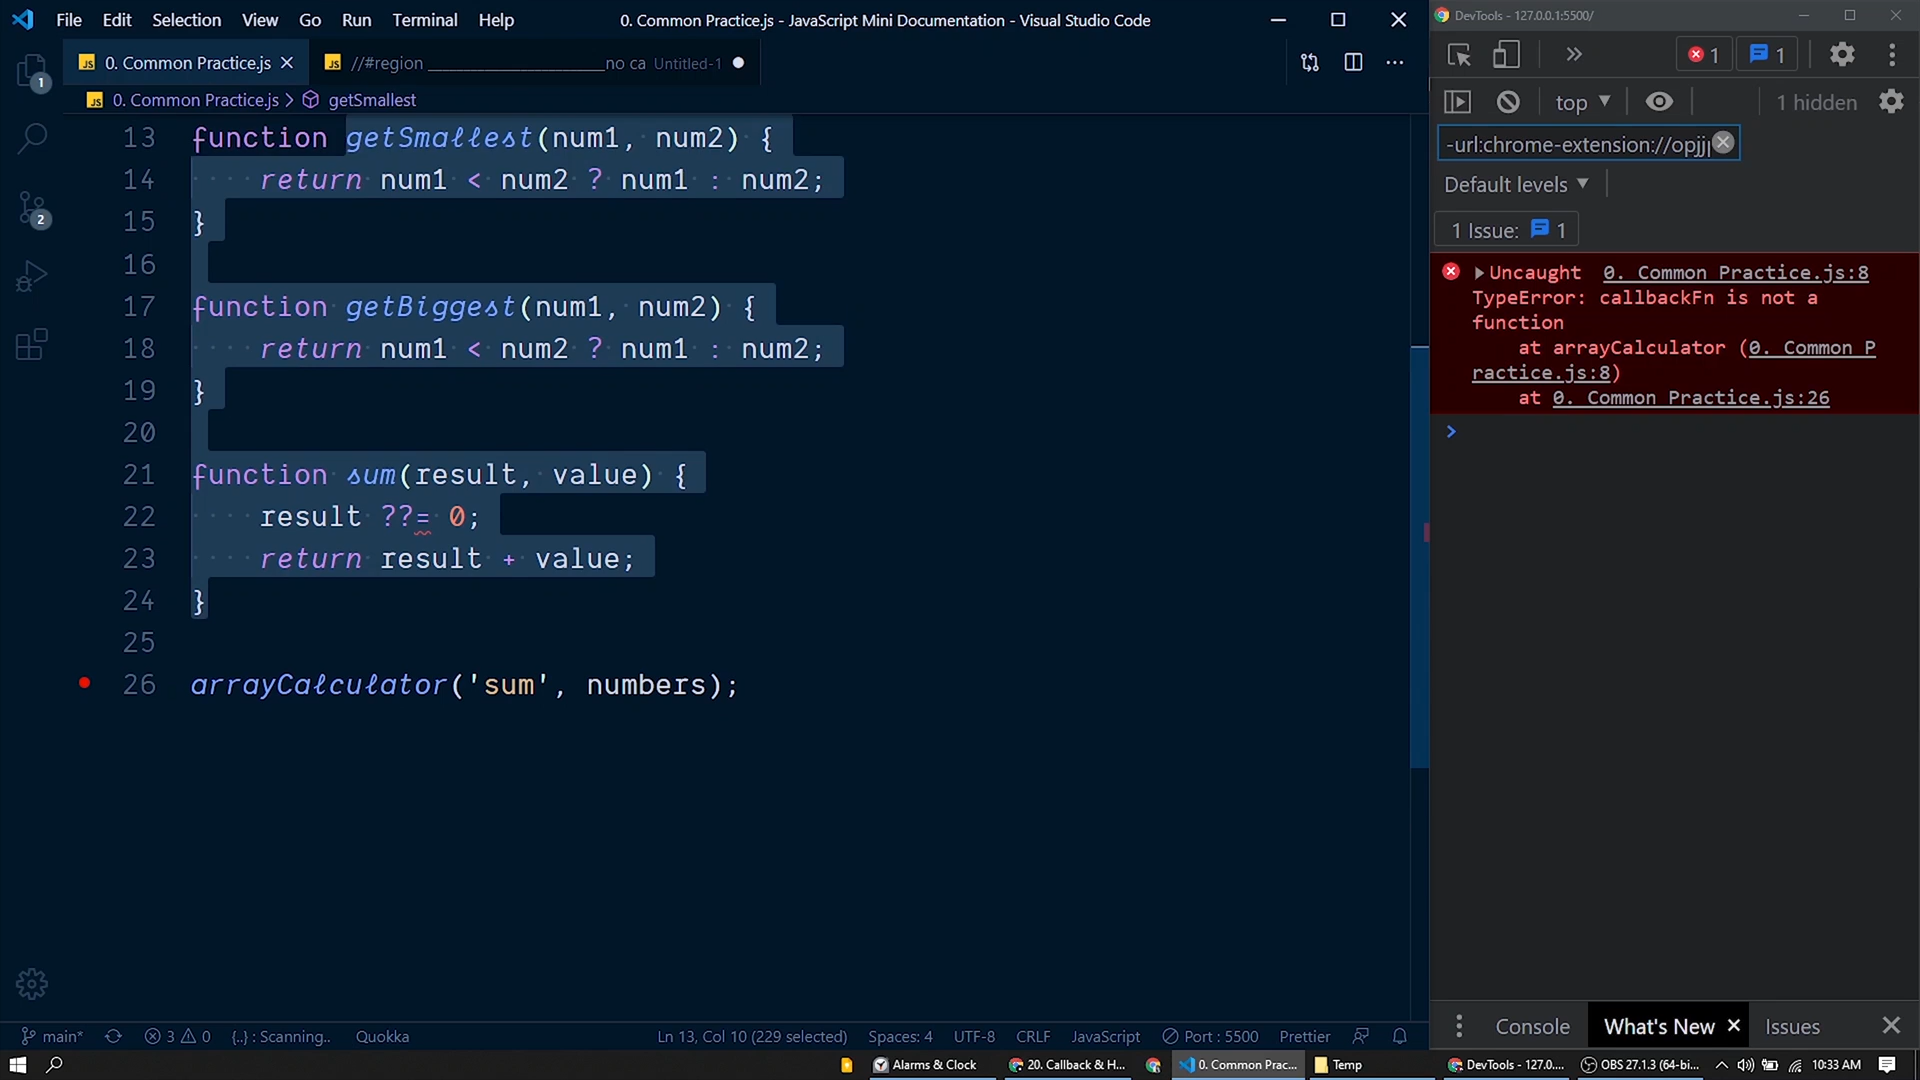 File Edit Selection View Go Run Terminal Help
0. Common Practice.js - JavaScript Mini Documentation - Visual Studio Code
JS 0. Common Practice.js
JS //#region ______________________no ca Untitled-1
JS 0. Common Practice.js > getSmallest
1
2
13 function getSmallest(num1, num2) {
14 return num1 < num2 ? num1 : num2;
15 }
16
17 function getBiggest(num1, num2) {
18 return num1 < num2 ? num1 : num2;
19 }
20
21 function sum(result, value) {
22 result ??= 0;
23 return result + value;
24 }
25
26 arrayCalculator('sum', numbers);
main* 3 0 {..} : Scanning.. Quokka
Ln 13, Col 10 (229 selected) Spaces: 4 UTF-8 CRLF JavaScript Port : 5500 Prettier
DevTools - 127.0.0.1:5500/
1 1
top 1 hidden
-url:chrome-extension://opjj
Default levels
1 Issue: 1
Uncaught 0. Common Practice.js:8
TypeError: callbackFn is not a
function
at arrayCalculator (0. Common P
ractice.js:8)
at 0. Common Practice.js:26
>
Console What's New Issues
Alarms & Clock
20. Callback & H...
0. Common Prac...
Temp
DevTools - 127.0....
OBS 27.1.3 (64-bi...
10:33 AM